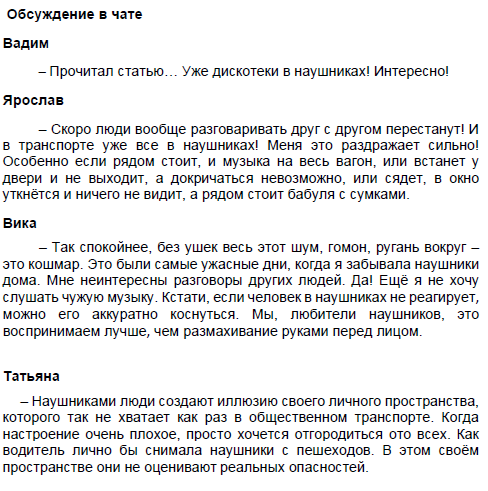 Обсуждение в чате
Вадим
– Прочитал статью… Уже дискотеки в наушниках! Интересно!
Ярослав
– Скоро люди вообще разговаривать друг с другом перестанут! И
в транспорте уже все в наушниках! Меня это раздражает сильно!
Особенно если рядом стоит, и музыка на весь вагон, или встанет у
двери и не выходит, а докричаться невозможно, или сядет, в окно
уткнётся и ничего не видит, а рядом стоит бабуля с сумками.
Вика
– Так спокойнее, без ушек весь этот шум, гомон, ругань вокруг –
это кошмар. Это были самые ужасные дни, когда я забывала наушники
дома. Мне неинтересны разговоры других людей. Да! Ещё я не хочу
слушать чужую музыку. Кстати, если человек в наушниках не реагирует,
можно его аккуратно коснуться. Мы, любители наушников, это
воспринимаем лучше, чем размахивание руками перед лицом.
Татьяна
– Наушниками люди создают иллюзию своего личного пространства,
которого так не хватает как раз в общественном транспорте. Когда
настроение очень плохое, просто хочется отгородиться ото всех. Как
водитель лично бы снимала наушники с пешеходов. В этом своём
пространстве они не оценивают реальных опасностей.